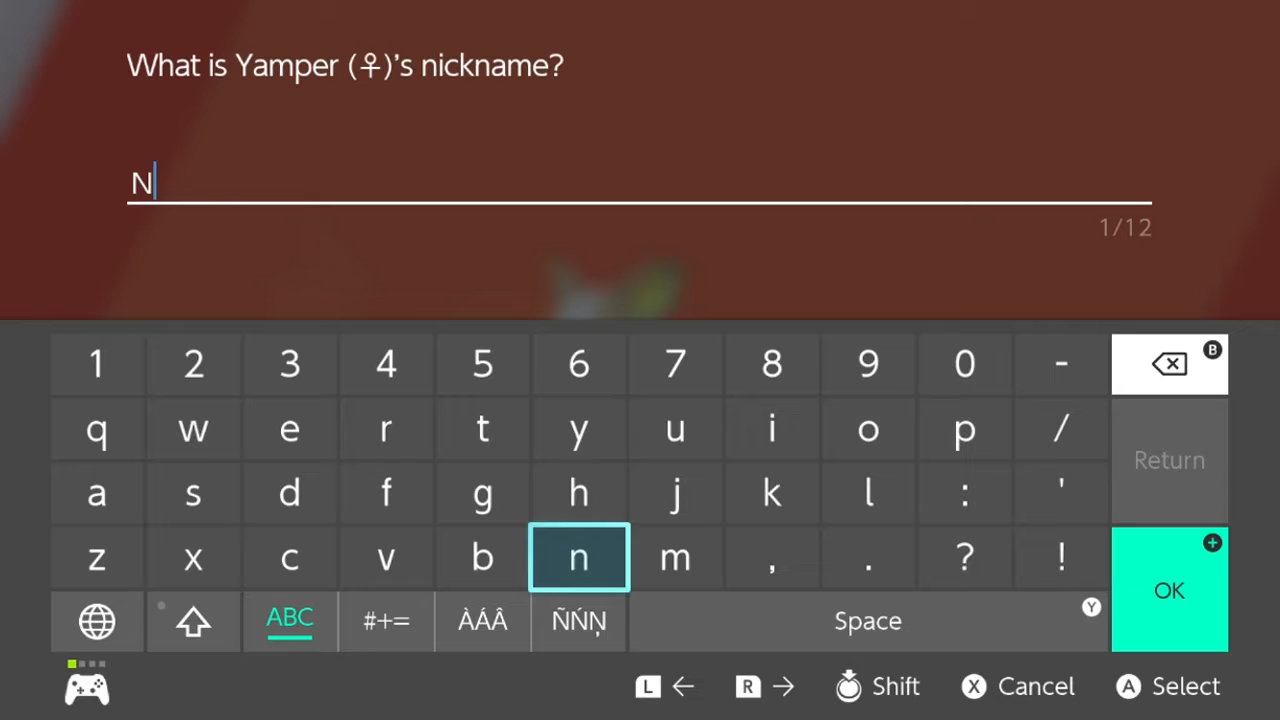 What is Yamper (♀)'s nickname?
N
1/12
1 2 3 4 5 6 7 8 9 0 - B
q w e r t y u i o p /
Return
a s d f g h j k l : '
z x c v b n m , . ? ! +
OK
ABC #+= ÀÁÂ ÑŃŅ Space Y
L ← R → Shift X Cancel A Select